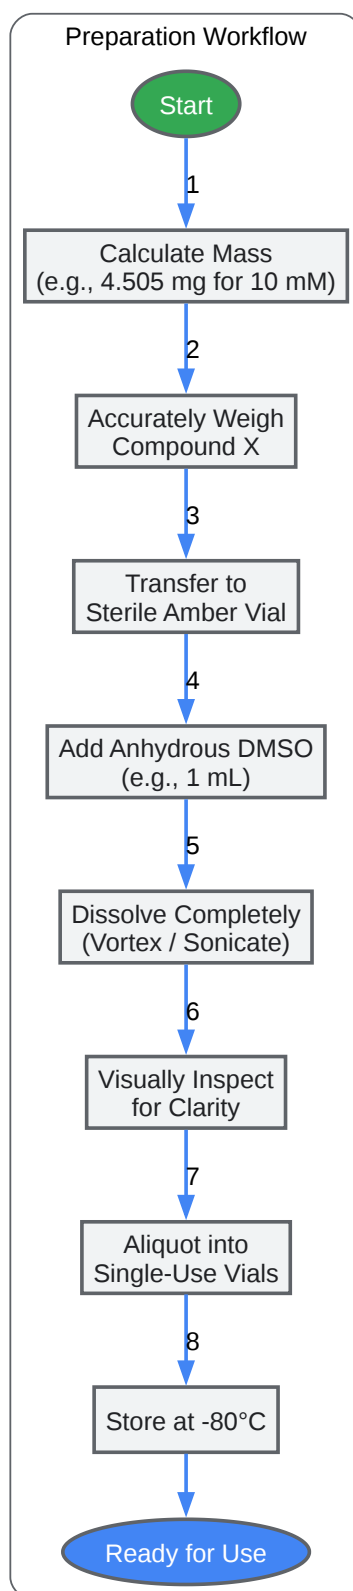 Preparation Workflow
Start
1
Calculate Mass
(e.g., 4.505 mg for 10 mM)
2
Accurately Weigh
Compound X
3
Transfer to
Sterile Amber Vial
4
Add Anhydrous DMSO
(e.g., 1 mL)
5
Dissolve Completely
(Vortex / Sonicate)
6
Visually Inspect
for Clarity
7
Aliquot into
Single-Use Vials
8
Store at -80°C
Ready for Use